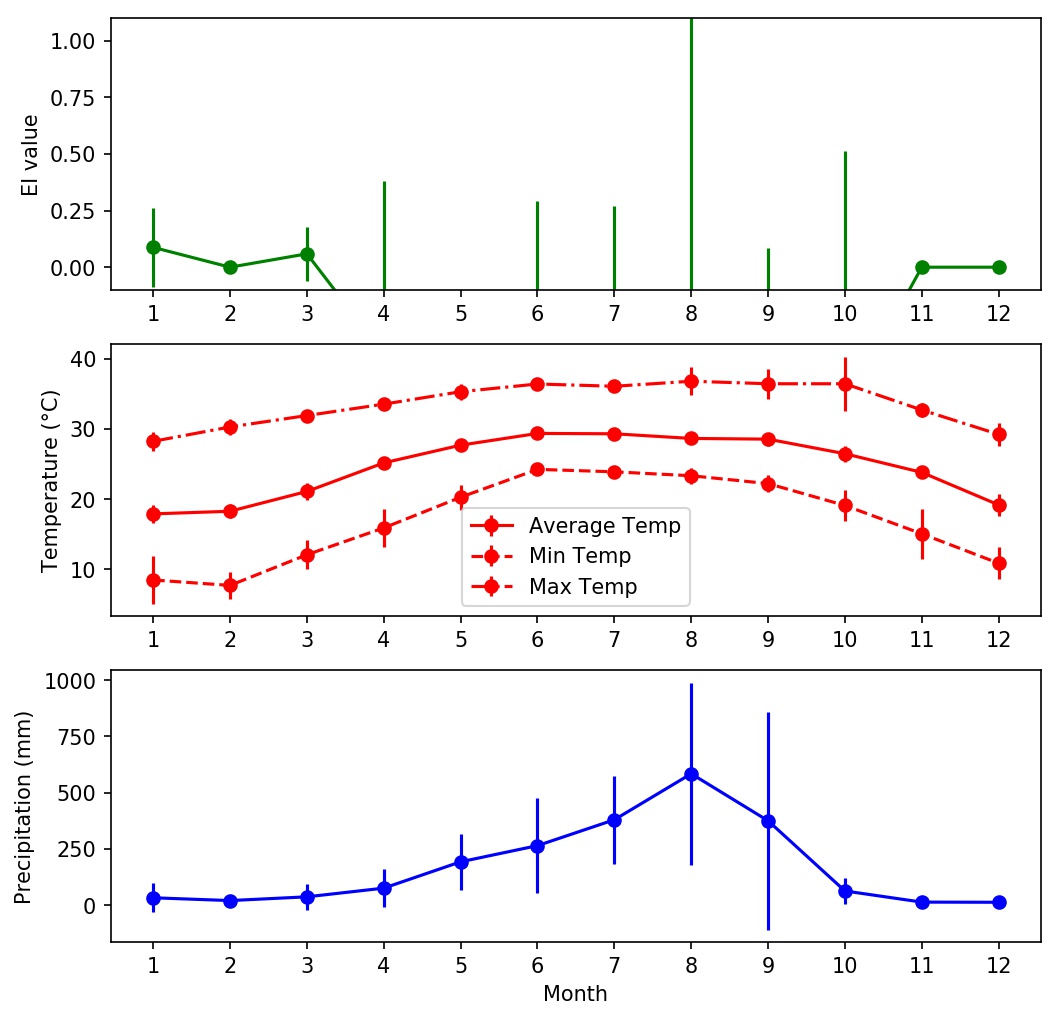 EI value
1.00
0.75
0.50
0.25
0.00
1 2 3 4 5 6 7 8 9 10 11 12
Temperature (°C)
40
30
20
10
Average Temp
Min Temp
Max Temp
1 2 3 4 5 6 7 8 9 10 11 12
Precipitation (mm)
1000
750
500
250
0
1 2 3 4 5 6 7 8 9 10 11 12
Month